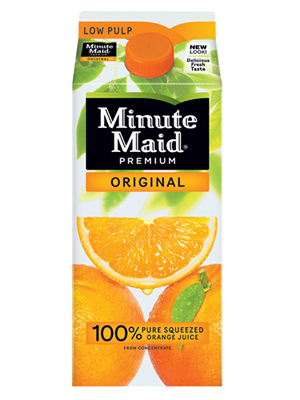 LOW PULP
Minute
Maid
ORIGINAL
NEW
LOOK!
Delicious
Fresh
Taste
Minute
Maid®
PREMIUM
ORIGINAL
100% PURE SQUEEZED
ORANGE JUICE
FROM CONCENTRATE